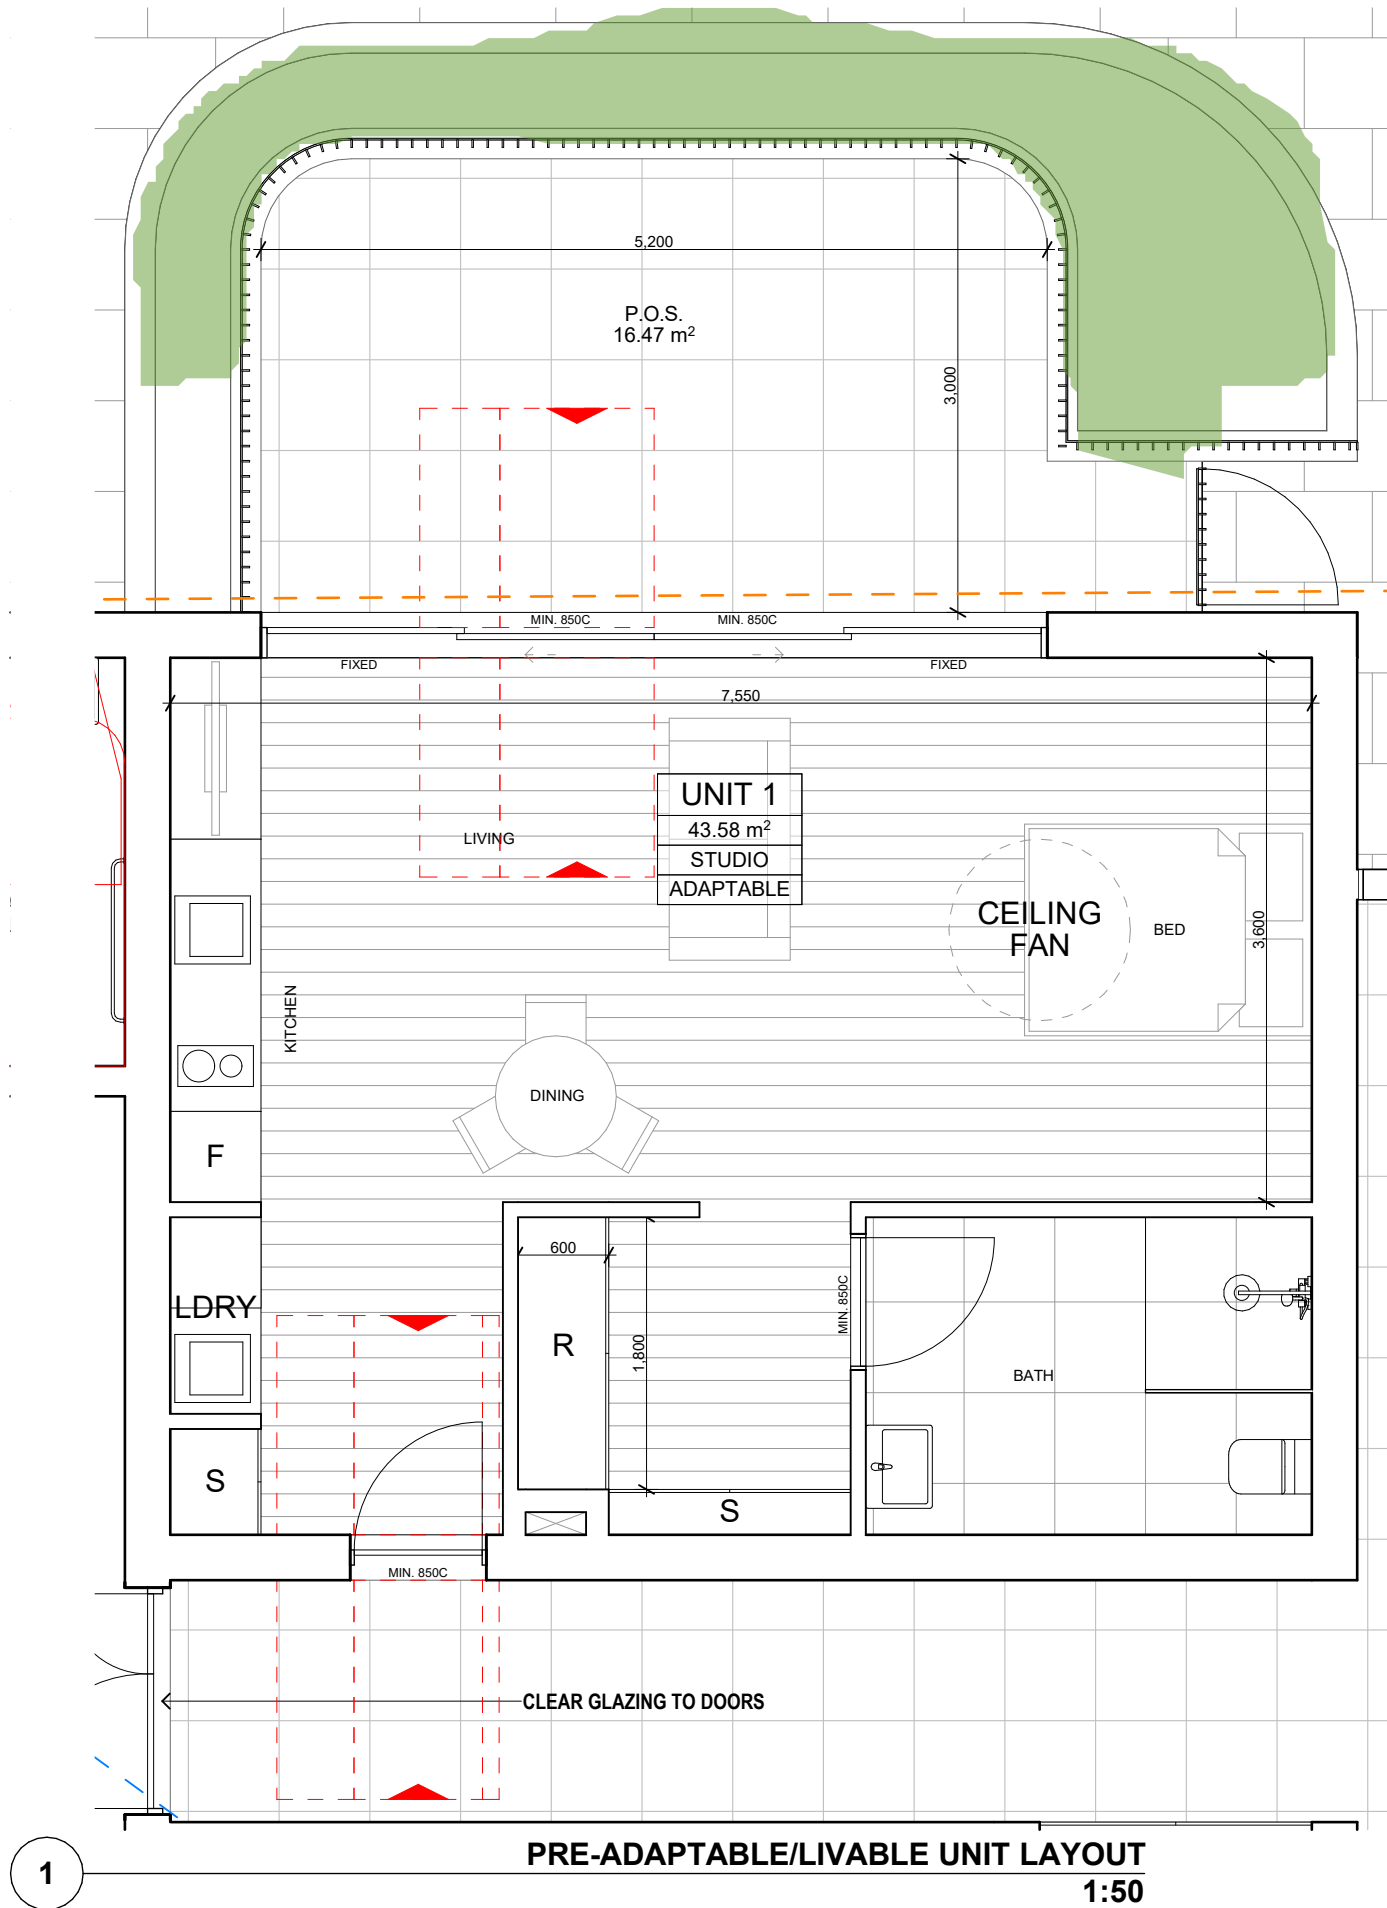 5,200
P.O.S.
16.47 m²
3,000
MIN. 850C
MIN. 850C
FIXED
FIXED
7,550
UNIT 1
43.58 m²
STUDIO
ADAPTABLE
LIVING
CEILING
FAN
BED
3,600
KITCHEN
DINING
F
600
LDRY
R
1,800
MIN. 850C
BATH
S
S
MIN. 850C
CLEAR GLAZING TO DOORS
PRE-ADAPTABLE/LIVABLE UNIT LAYOUT
1
1:50